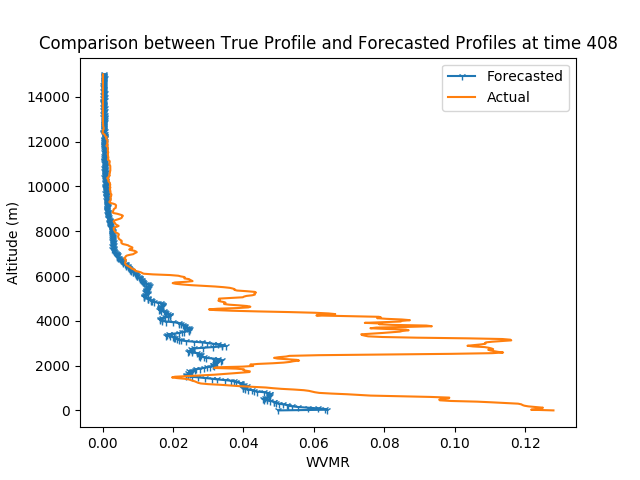 Comparison between True Profile and Forecasted Profiles at time 408
Forecasted
Actual
14000
12000
10000
8000
6000
4000
2000
0
Altitude (m)
0.00 0.02 0.04 0.06 0.08 0.10 0.12
WVMR